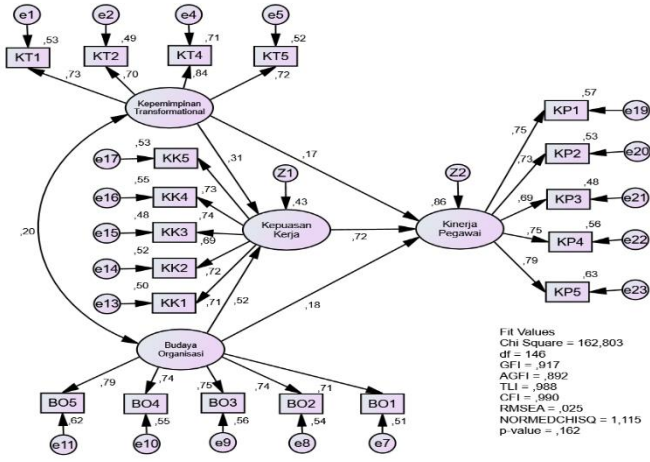 e1
e2
e4
e5
,53
,49
,71
,52
KT1
KT2
KT4
KT5
,73
,70
,84
,72
Kepemimpinan
Transformational
,57
KP1
e19
,75
,53
KP2
e20
,73
,48
KP3
e21
,69
,56
KP4
e22
,75
,63
KP5
e23
,79
,53
e17
KK5
,73
,55
e16
KK4
,74
,48
e15
KK3
,69
,52
e14
KK2
,72
,50
e13
KK1
,71
,31
,17
Z1
,43
Kepuasan
Kerja
,72
Z2
,86
Kinerja
Pegawai
,20
,52
,18
Budaya
Organisasi
,79
,74
,75
,74
,71
BO5
BO4
BO3
BO2
BO1
,62
,55
,56
,54
,51
e11
e10
e9
e8
e7
Fit Values
Chi Square = 162,803
df = 146
GFI = ,917
AGFI = ,892
TLI = ,988
CFI = ,990
RMSEA = ,025
NORMEDCHISQ = 1,115
p-value = ,162